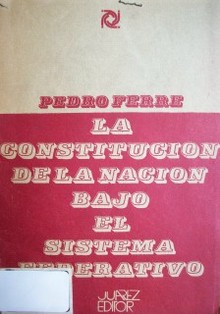 PEDRO FERRE
LA
CONSTITUCION
DE LA NACION
BAJO
EL
SISTEMA
FEDERATIVO
JUAREZ
EDITOR